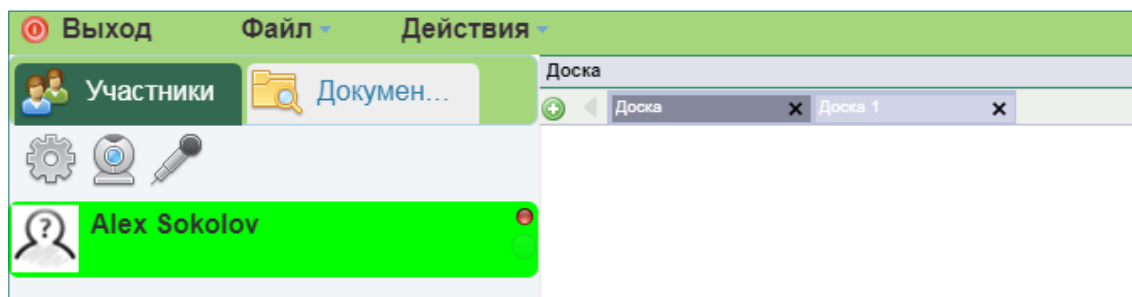 Выход Файл Действия
Участники Докумен...
Доска
Доска Доска 1
Alex Sokolov